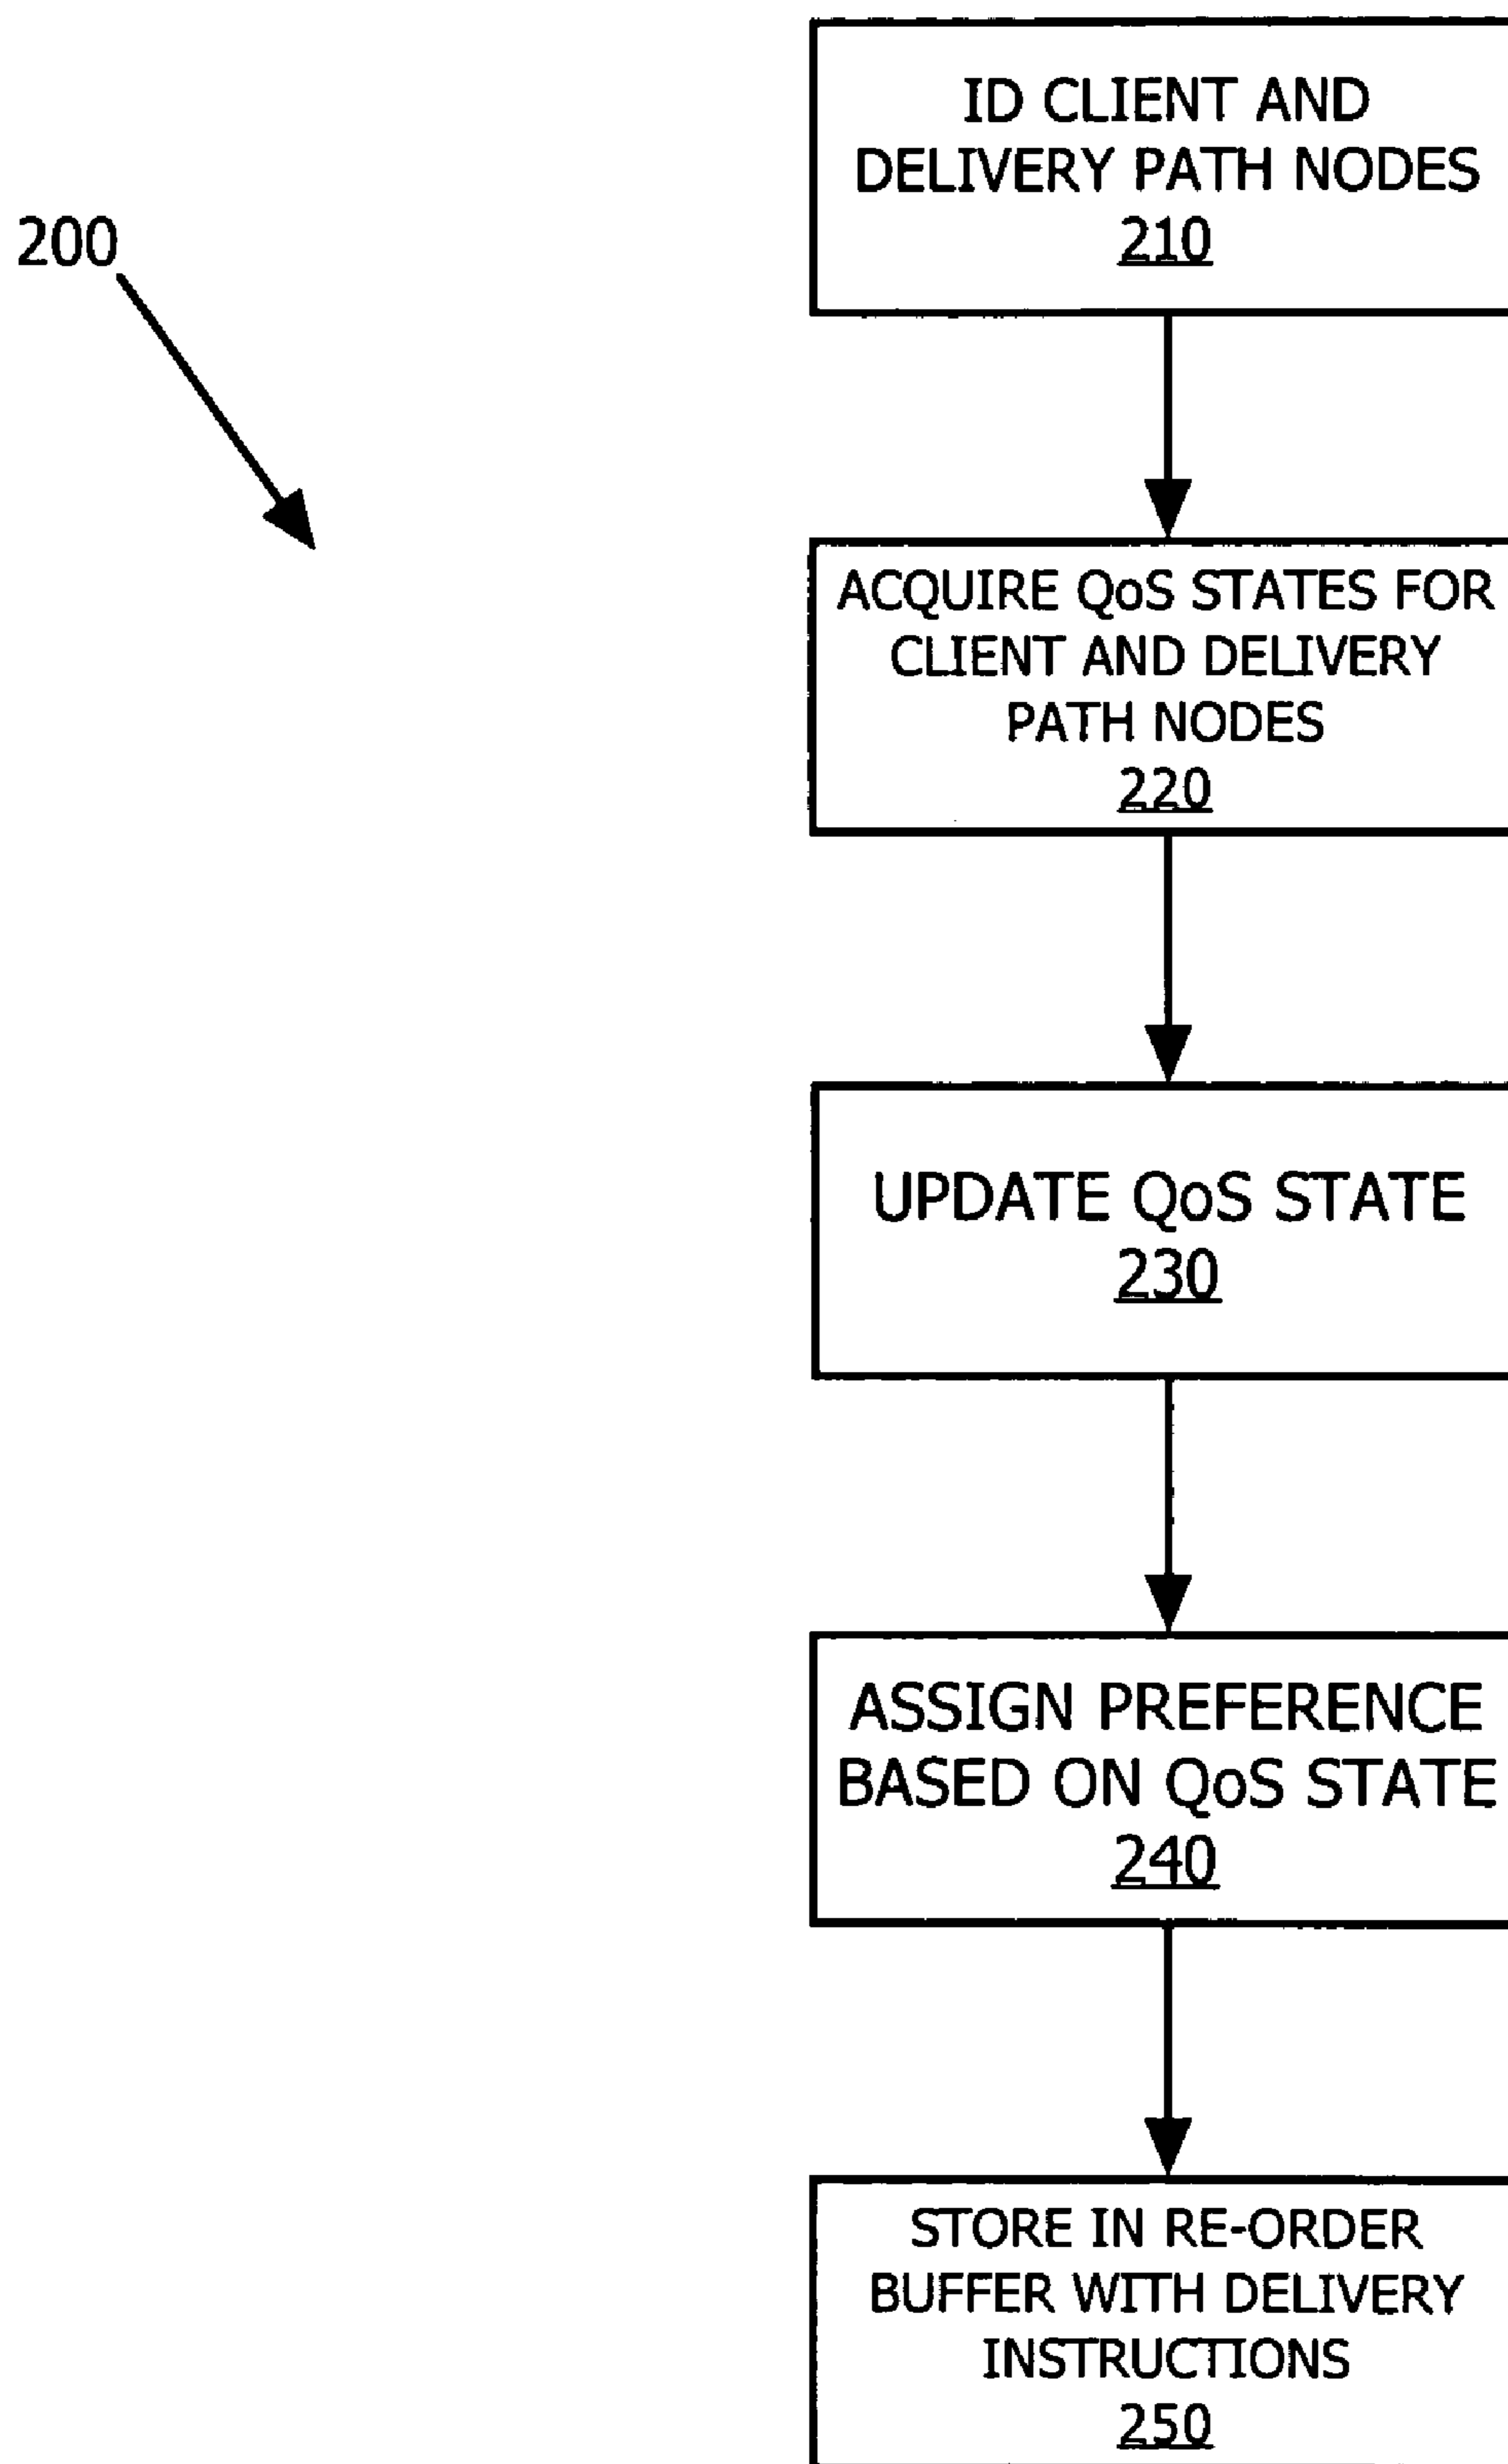 200
ID CLIENT AND
DELIVERY PATH NODES
210
ACQUIRE QoS STATES FOR
CLIENT AND DELIVERY
PATH NODES
220
UPDATE QoS STATE
230
ASSIGN PREFERENCE
BASED ON QoS STATE
240
STORE IN RE-ORDER
BUFFER WITH DELIVERY
INSTRUCTIONS
250